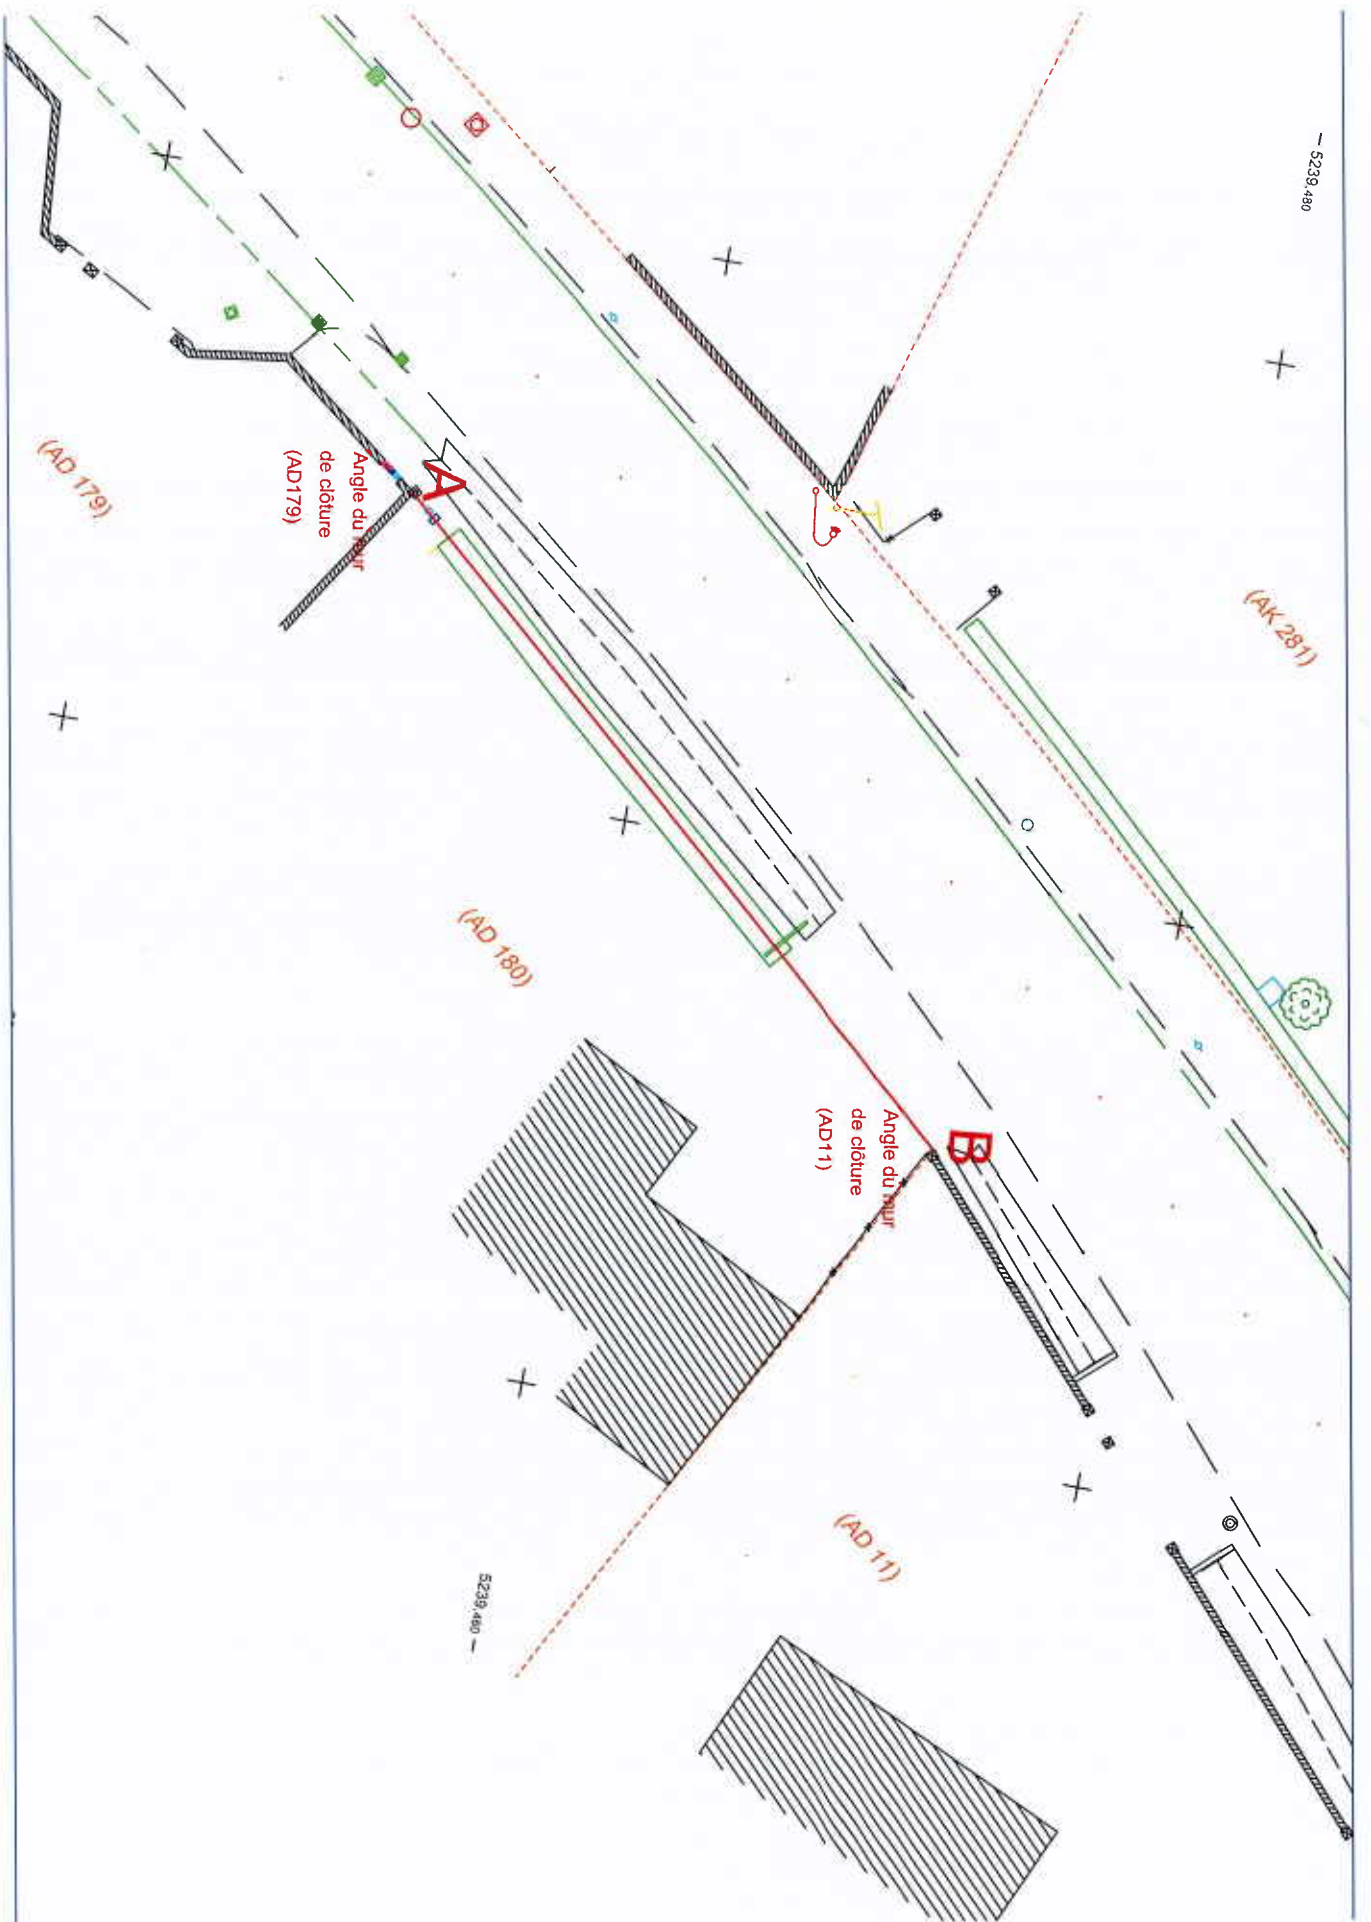 5239,480
(AK 281)
(AD 179)
A
Angle du mur
de clôture
(AD179)
(AD 180)
B
Angle du mur
de clôture
(AD11)
(AD 11)
5239,460